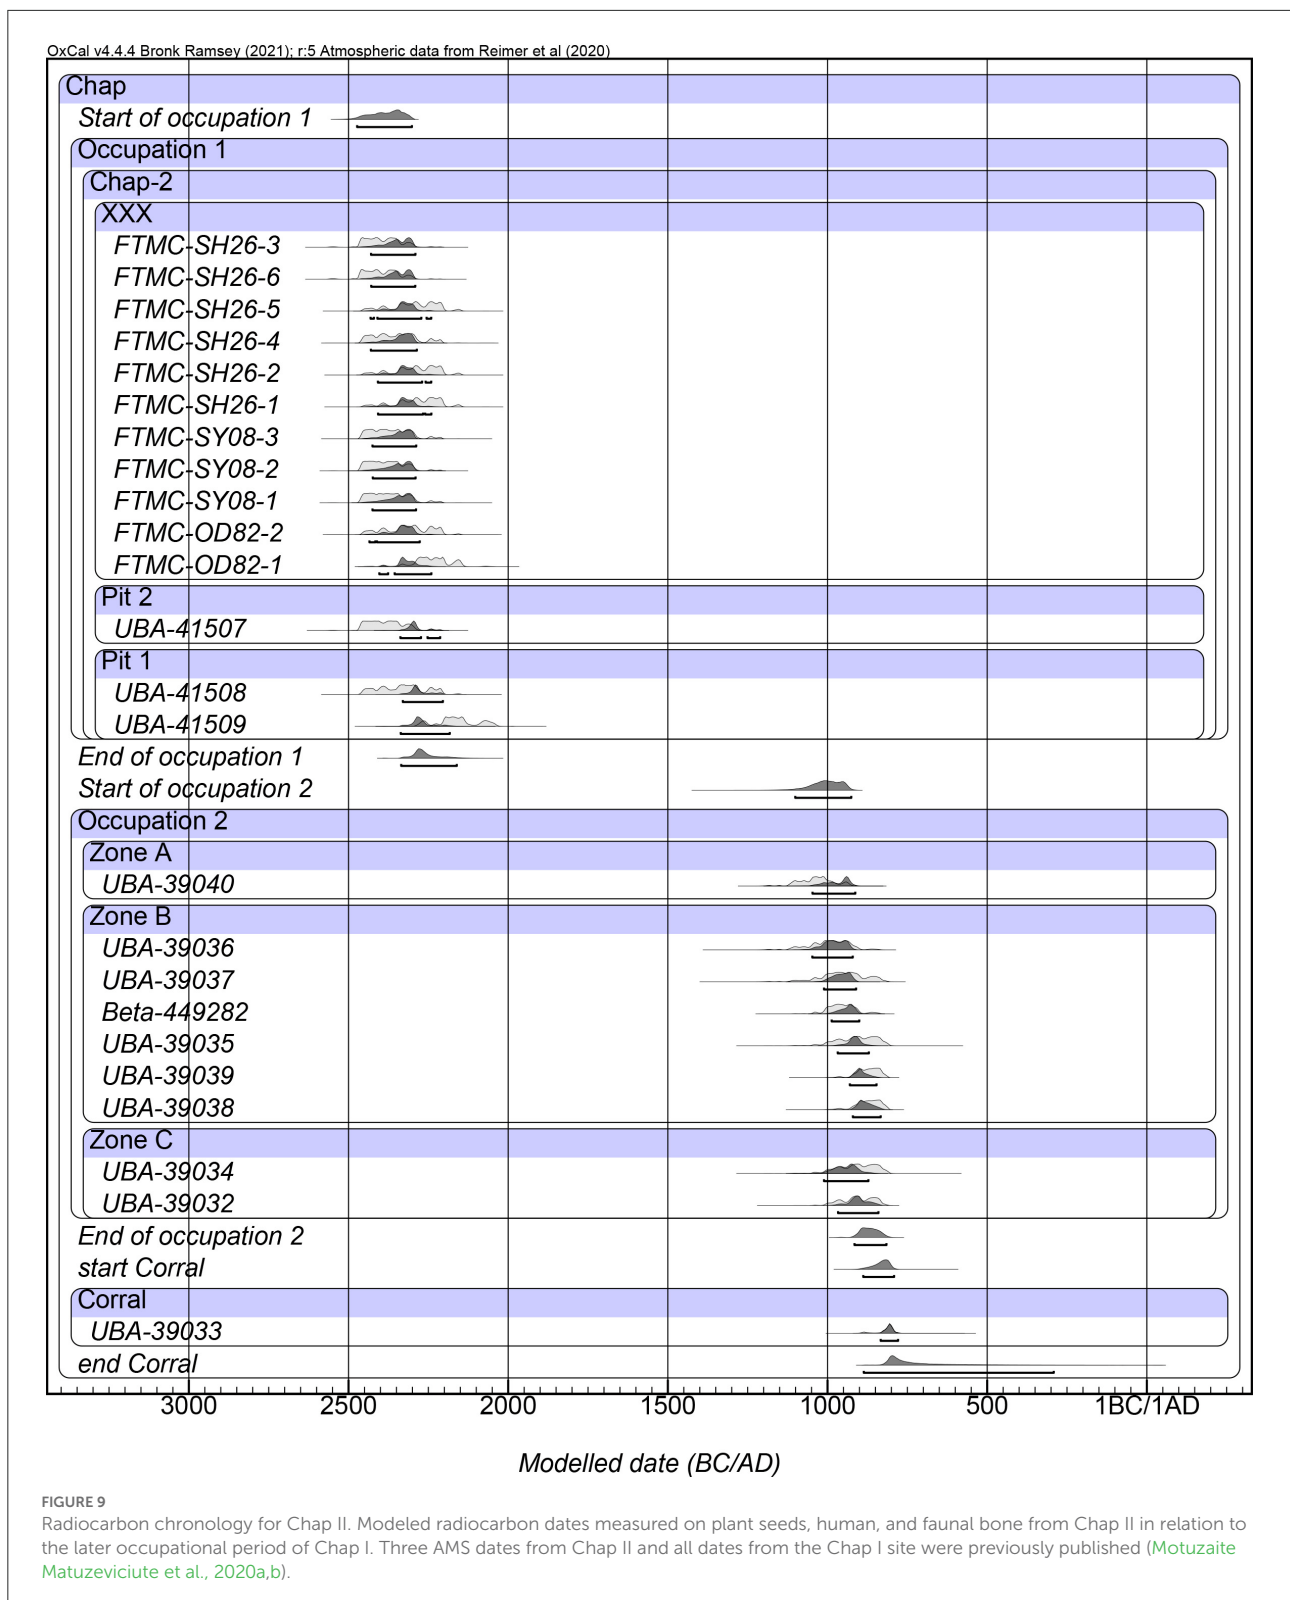 OxCal v4.4.4 Bronk Ramsey (2021); r:5 Atmospheric data from Reimer et al (2020)
Chap
Start of occupation 1
Occupation 1
Chap-2
XXX
FTMC-SH26-3
FTMC-SH26-6
FTMC-SH26-5
FTMC-SH26-4
FTMC-SH26-2
FTMC-SH26-1
FTMC-SY08-3
FTMC-SY08-2
FTMC-SY08-1
FTMC-OD82-2
FTMC-OD82-1
Pit 2
UBA-41507
Pit 1
UBA-41508
UBA-41509
End of occupation 1
Start of occupation 2
Occupation 2
Zone A
UBA-39040
Zone B
UBA-39036
UBA-39037
Beta-449282
UBA-39035
UBA-39039
UBA-39038
Zone C
UBA-39034
UBA-39032
End of occupation 2
start Corral
Corral
UBA-39033
end Corral
3000 2500 2000 1500 1000 500 1BC/1AD
Modelled date (BC/AD)
FIGURE 9
Radiocarbon chronology for Chap II. Modeled radiocarbon dates measured on plant seeds, human, and faunal bone from Chap II in relation to
the later occupational period of Chap I. Three AMS dates from Chap II and all dates from the Chap I site were previously published (Motuzaite
Matuzeviciute et al., 2020a,b).